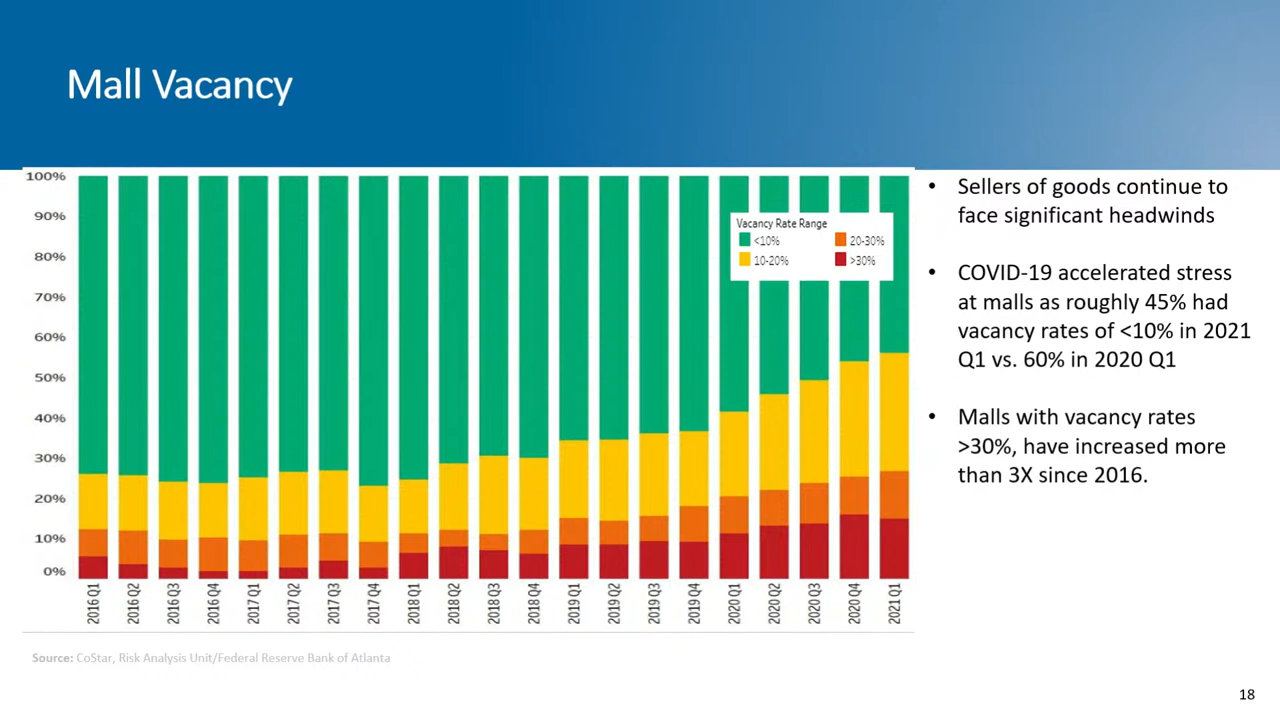 Mall Vacancy
100%
90%
80%
70%
60%
50%
40%
30%
20%
10%
0%
Vacancy Rate Range
<10%
20-30%
10-20%
>30%
2016 Q1
2016 Q2
2016 Q3
2016 Q4
2017 Q1
2017 Q2
2017 Q3
2017 Q4
2018 Q1
2018 Q2
2018 Q3
2018 Q4
2019 Q1
2019 Q2
2019 Q3
2019 Q4
2020 Q1
2020 Q2
2020 Q3
2020 Q4
2021 Q1
• Sellers of goods continue to
face significant headwinds
• COVID-19 accelerated stress
at malls as roughly 45% had
vacancy rates of <10% in 2021
Q1 vs. 60% in 2020 Q1
• Malls with vacancy rates
>30%, have increased more
than 3X since 2016.
Source: CoStar, Risk Analysis Unit/Federal Reserve Bank of Atlanta
18